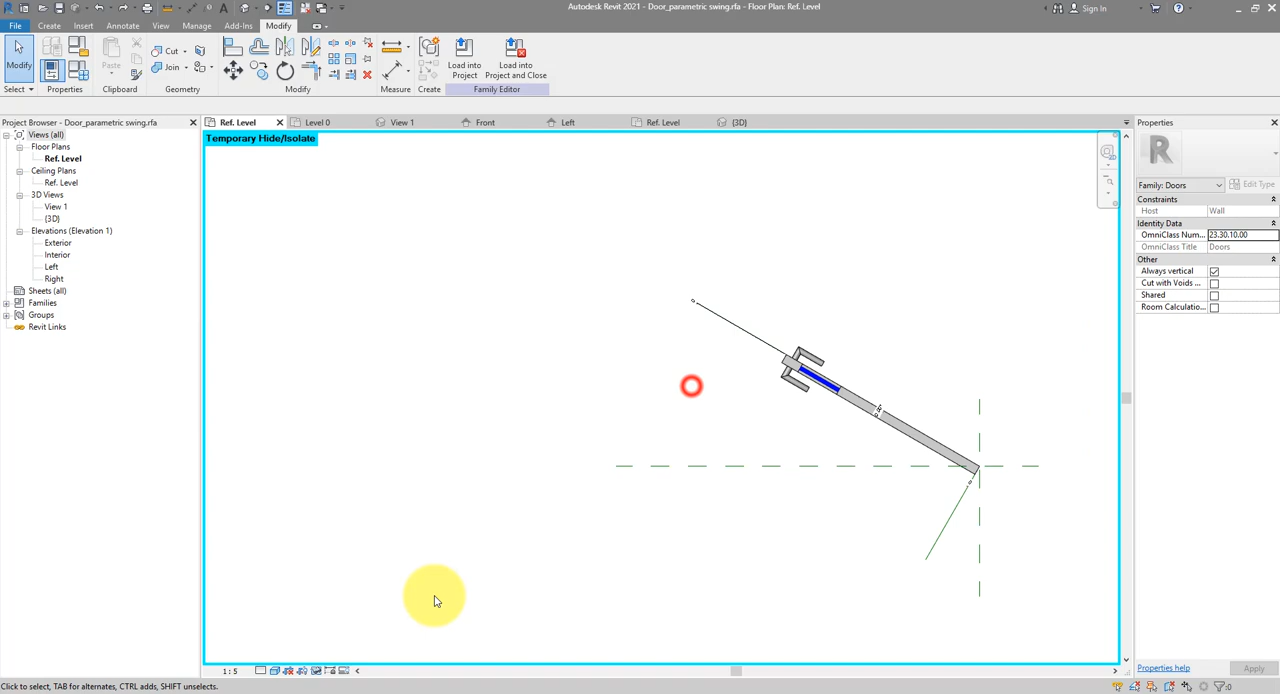 Autodesk Revit 2021 - Door_parametric swing.rfa - Floor Plan: Ref. Level
Sign In
File Create Insert Annotate View Manage Add-Ins Modify
Modify
Paste
Cut
Join
Load into Project
Load into Project and Close
Select Properties Clipboard Geometry Modify Measure Create Family Editor
Project Browser - Door_parametric swing.rfa
Views (all)
Floor Plans
Ref. Level
Ceiling Plans
Ref. Level
3D Views
View 1
{3D}
Elevations (Elevation 1)
Exterior
Interior
Left
Right
Sheets (all)
Families
Groups
Revit Links
Ref. Level Level 0 View 1 Front Left Ref. Level {3D}
Temporary Hide/Isolate
1 : 5
Properties
Family: Doors Edit Type
Constraints
Host Wall
Identity Data
OmniClass Num... 23.30.10.00
OmniClass Title Doors
Other
Always vertical
Cut with Voids ...
Shared
Room Calculatio...
Properties help Apply
Click to select, TAB for alternates, CTRL adds, SHIFT unselects.
:0